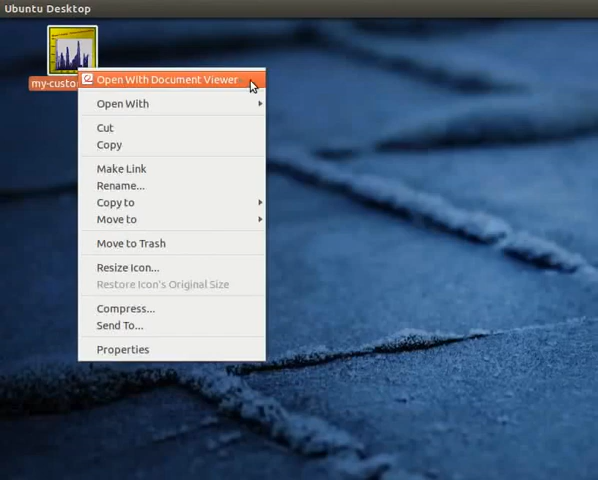 Ubuntu Desktop
my-custo
Open With Document Viewer
Open With
Cut
Copy
Make Link
Rename...
Copy to
Move to
Move to Trash
Resize Icon...
Restore Icon's Original Size
Compress...
Send To...
Properties